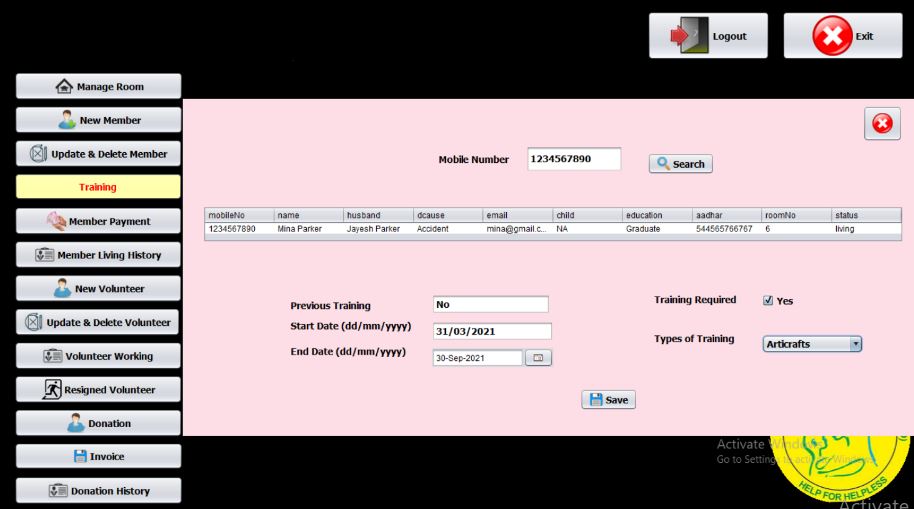 Logout
Exit
Manage Room
New Member
Update & Delete Member
Training
Member Payment
Member Living History
New Volunteer
Update & Delete Volunteer
Volunteer Working
Resigned Volunteer
Donation
Invoice
Donation History
Mobile Number 1234567890 Search
mobileNo name husband dcause email child education aadhar roomNo status
1234567890 Mina Parker Jayesh Parker Accident mina@gmail.c... NA Graduate 544565766767 6 living
Previous Training No
Start Date (dd/mm/yyyy) 31/03/2021
End Date (dd/mm/yyyy) 30-Sep-2021
Training Required Yes
Types of Training Articrafts
Save
Activate Windows
Go to Settings to activate Windows.
HELP FOR HELPLESS
Activate